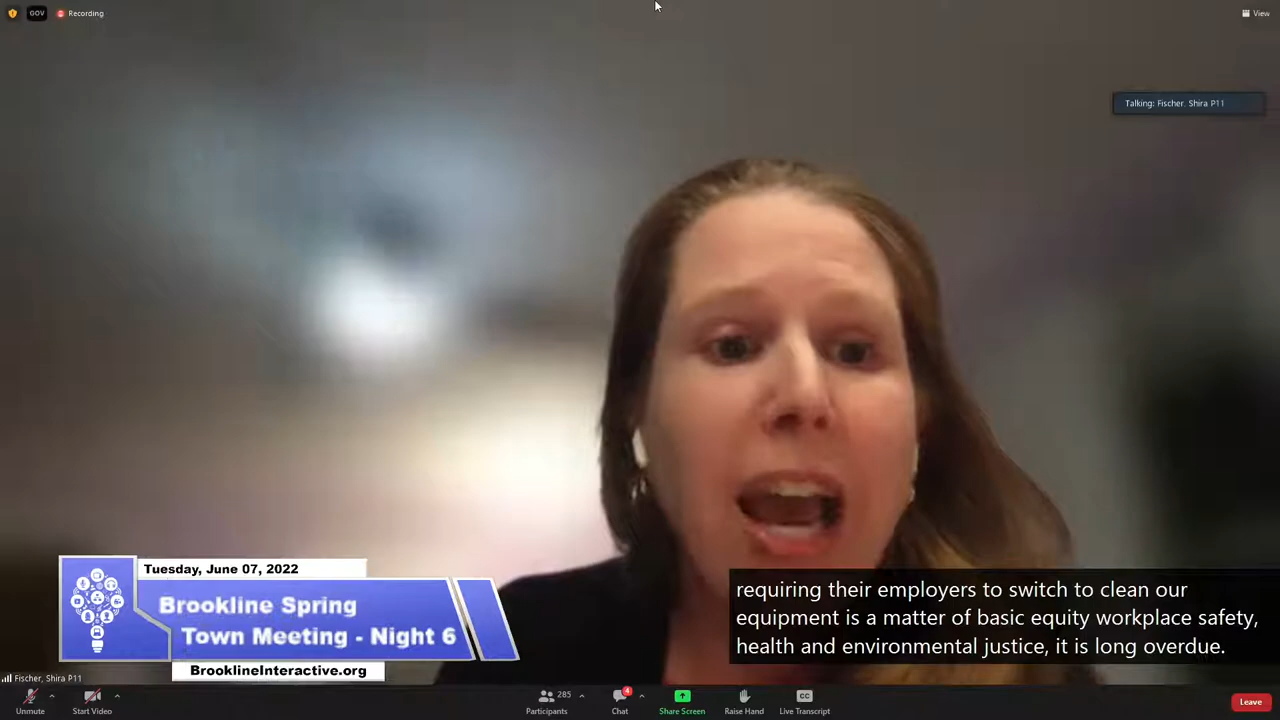 GOV
Recording
View
Talking: Fischer, Shira P11
Tuesday, June 07, 2022
Brookline Spring
Town Meeting - Night 6
BrooklineInteractive.org
requiring their employers to switch to clean our
equipment is a matter of basic equity workplace safety,
health and environmental justice, it is long overdue.
Fischer, Shira P11
Unmute
Start Video
285
Participants
4
Chat
Share Screen
Raise Hand
CC
Live Transcript
Leave